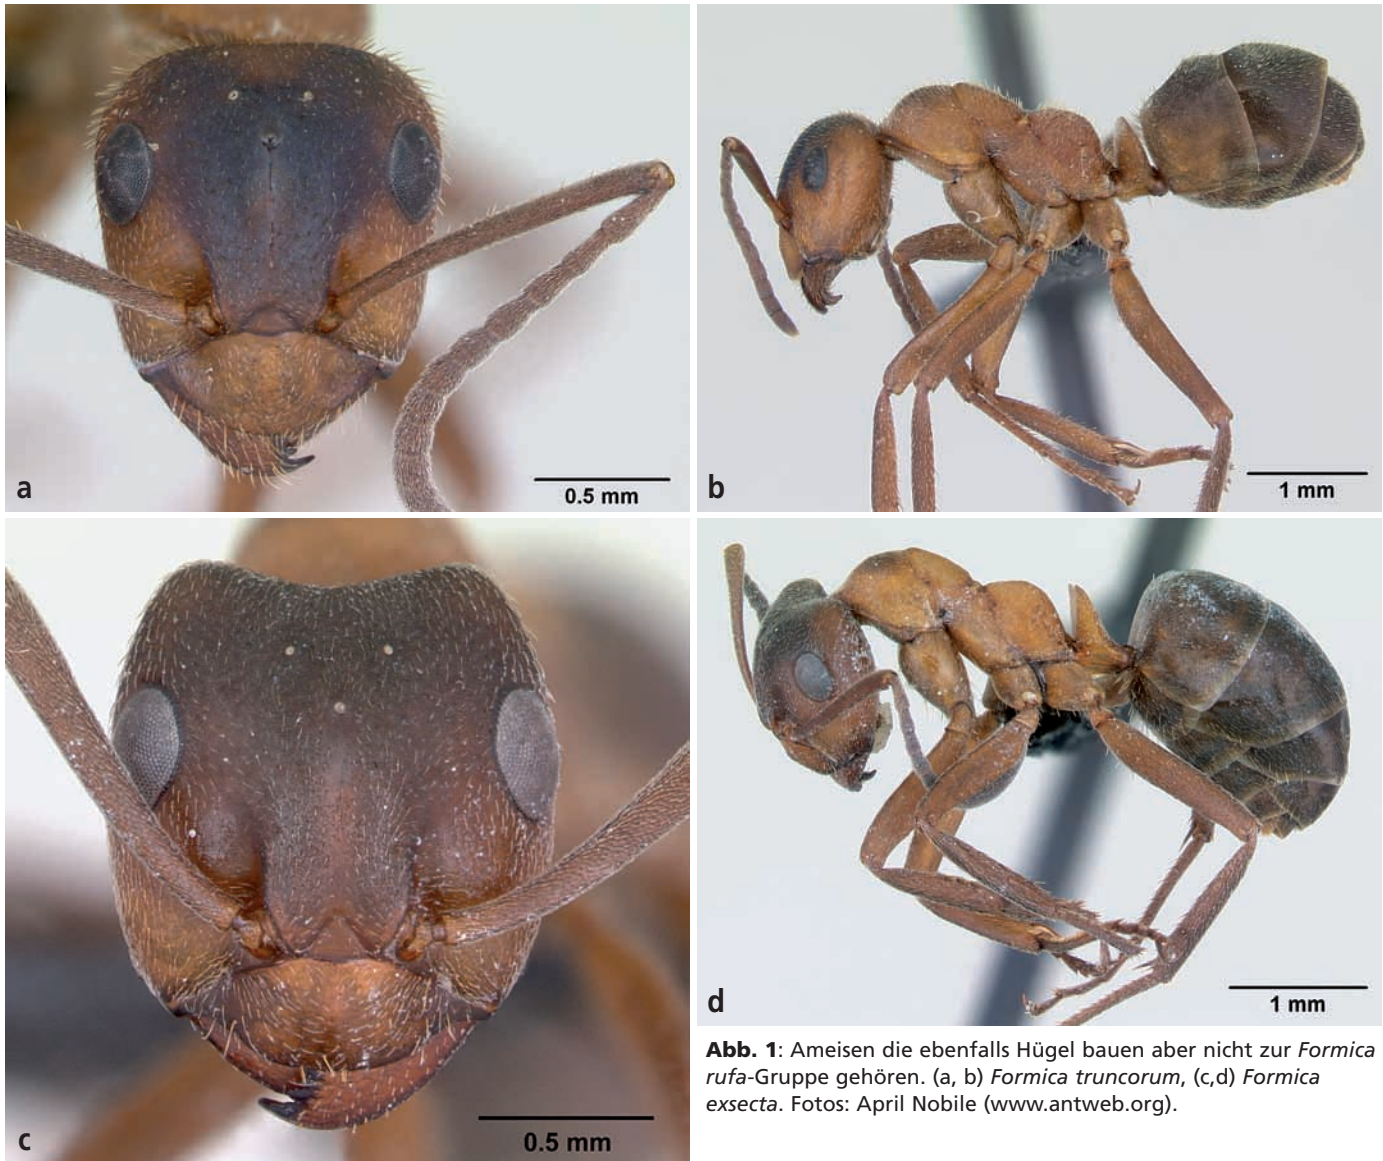 a
0.5 mm
b
1 mm
c
0.5 mm
d
1 mm
Abb. 1: Ameisen die ebenfalls Hügel bauen aber nicht zur Formica
rufa-Gruppe gehören. (a, b) Formica truncorum, (c,d) Formica
exsecta. Fotos: April Nobile (www.antweb.org).